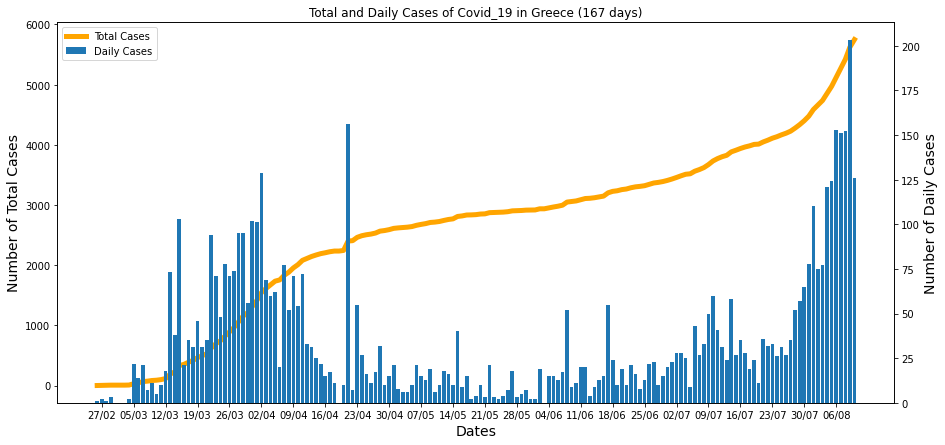 Total and Daily Cases of Covid_19 in Greece (167 days)
Total Cases
Daily Cases
Number of Total Cases
6000
5000
4000
3000
2000
1000
0
Number of Daily Cases
200
175
150
125
100
75
50
25
0
27/02 05/03 12/03 19/03 26/03 02/04 09/04 16/04 23/04 30/04 07/05 14/05 21/05 28/05 04/06 11/06 18/06 25/06 02/07 09/07 16/07 23/07 30/07 06/08
Dates